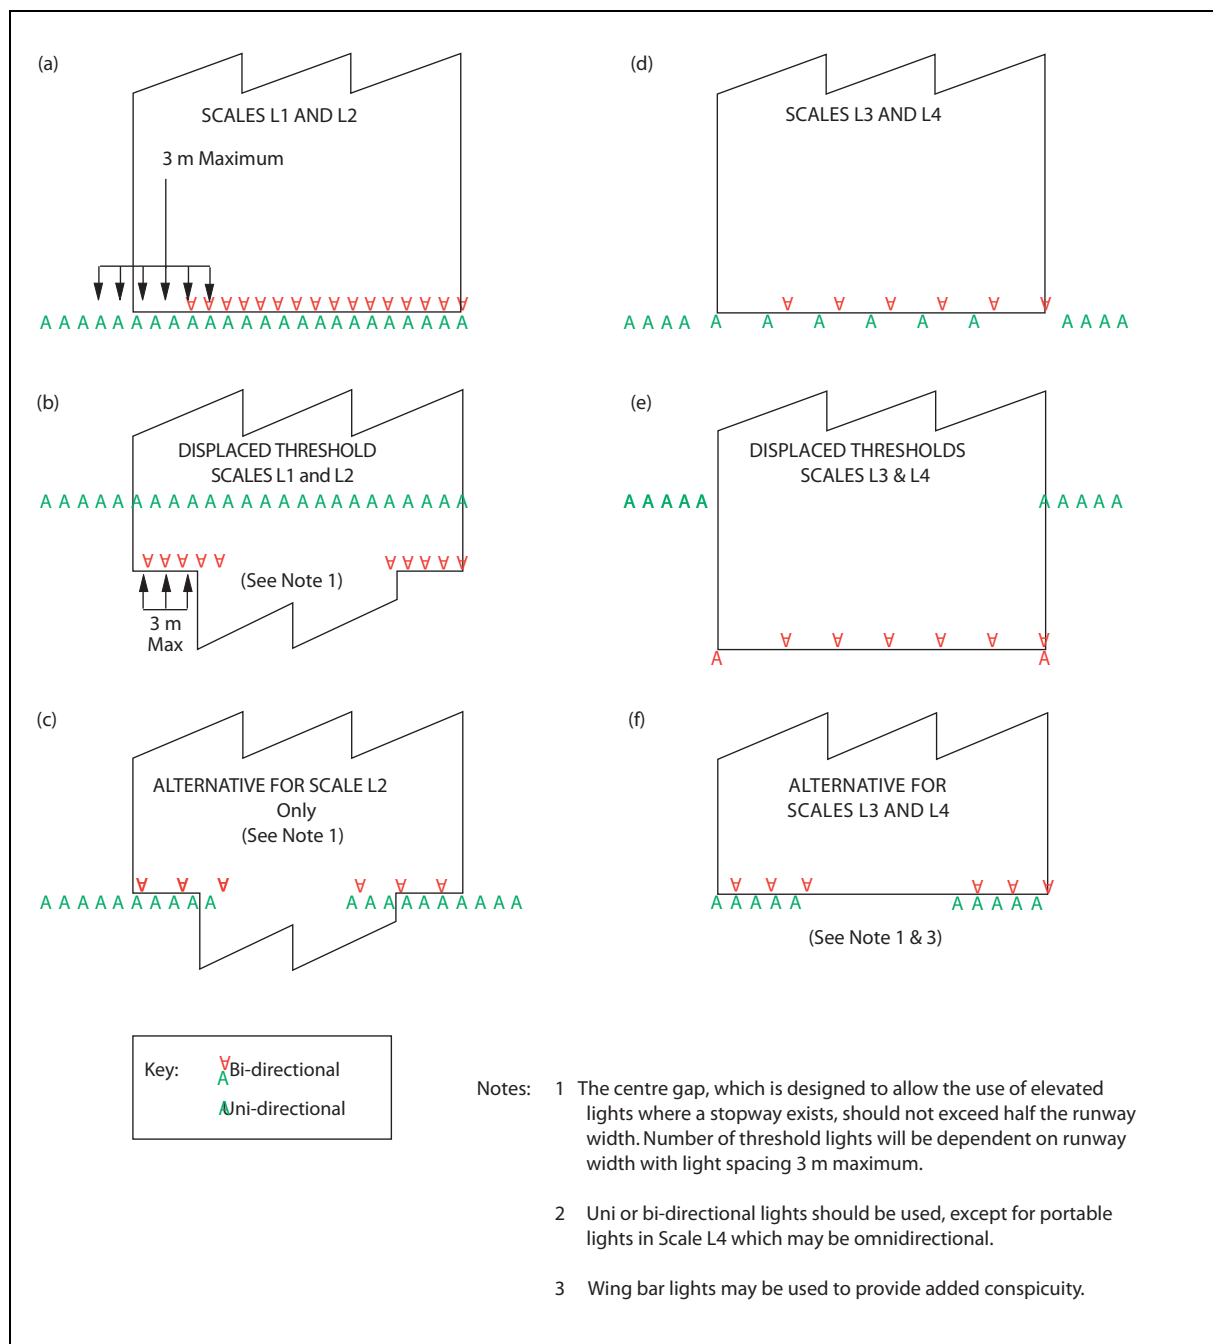 (a)
SCALES L1 AND L2
3 m Maximum
A A A A A A A A A A A A A A A A
A A A A A A A A A A A A A A A A A A A A A A A A
(d)
SCALES L3 AND L4
A A A A A A
A A A A A A A A A A A A A A
(b)
DISPLACED THRESHOLD
SCALES L1 and L2
A A A A A A A A A A A A A A A A A A A A A A A A
A A A A A A A A A A
(See Note 1)
3 m
Max
(e)
DISPLACED THRESHOLDS
SCALES L3 & L4
A A A A A A A A A A
A A A A A A
A A
(c)
ALTERNATIVE FOR SCALE L2
Only
(See Note 1)
A A A A A A
A A A A A A A A A A A A A A A A A A A A
(f)
ALTERNATIVE FOR
SCALES L3 AND L4
A A A A A A
A A A A A A A A A A
(See Note 1 & 3)
Key:
A
A
Bi-directional
A
Uni-directional
Notes: 1 The centre gap, which is designed to allow the use of elevated
lights where a stopway exists, should not exceed half the runway
width. Number of threshold lights will be dependent on runway
width with light spacing 3 m maximum.
2 Uni or bi-directional lights should be used, except for portable
lights in Scale L4 which may be omnidirectional.
3 Wing bar lights may be used to provide added conspicuity.